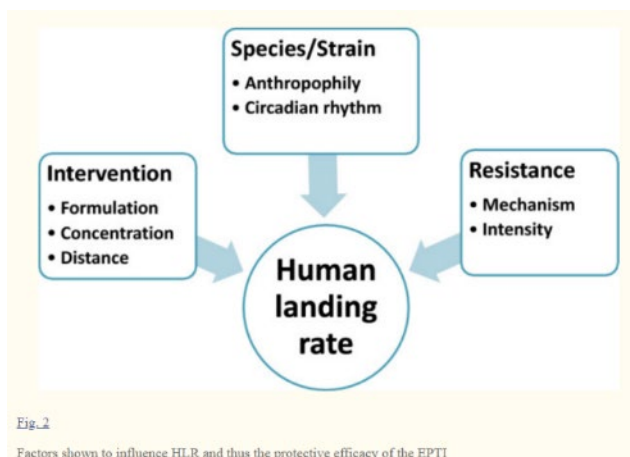 Species/Strain
• Anthropophily
• Circadian rhythm
Intervention
• Formulation
• Concentration
• Distance
Resistance
• Mechanism
• Intensity
Human
landing
rate
Fig. 2
Factors shown to influence HLR and thus the protective efficacy of the EPTI